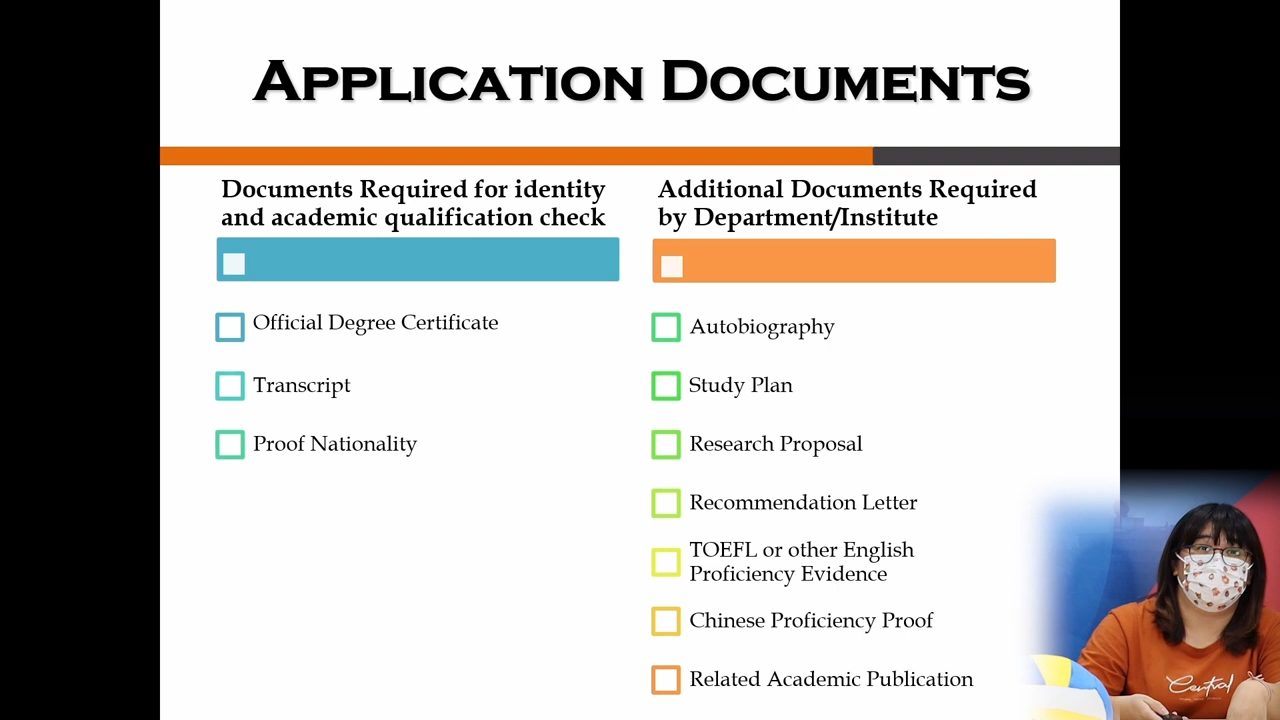 APPLICATION DOCUMENTS
Documents Required for identity
and academic qualification check
Official Degree Certificate
Transcript
Proof Nationality
Additional Documents Required
by Department/Institute
Autobiography
Study Plan
Research Proposal
Recommendation Letter
TOEFL or other English
Proficiency Evidence
Chinese Proficiency Proof
Related Academic Publication
Central